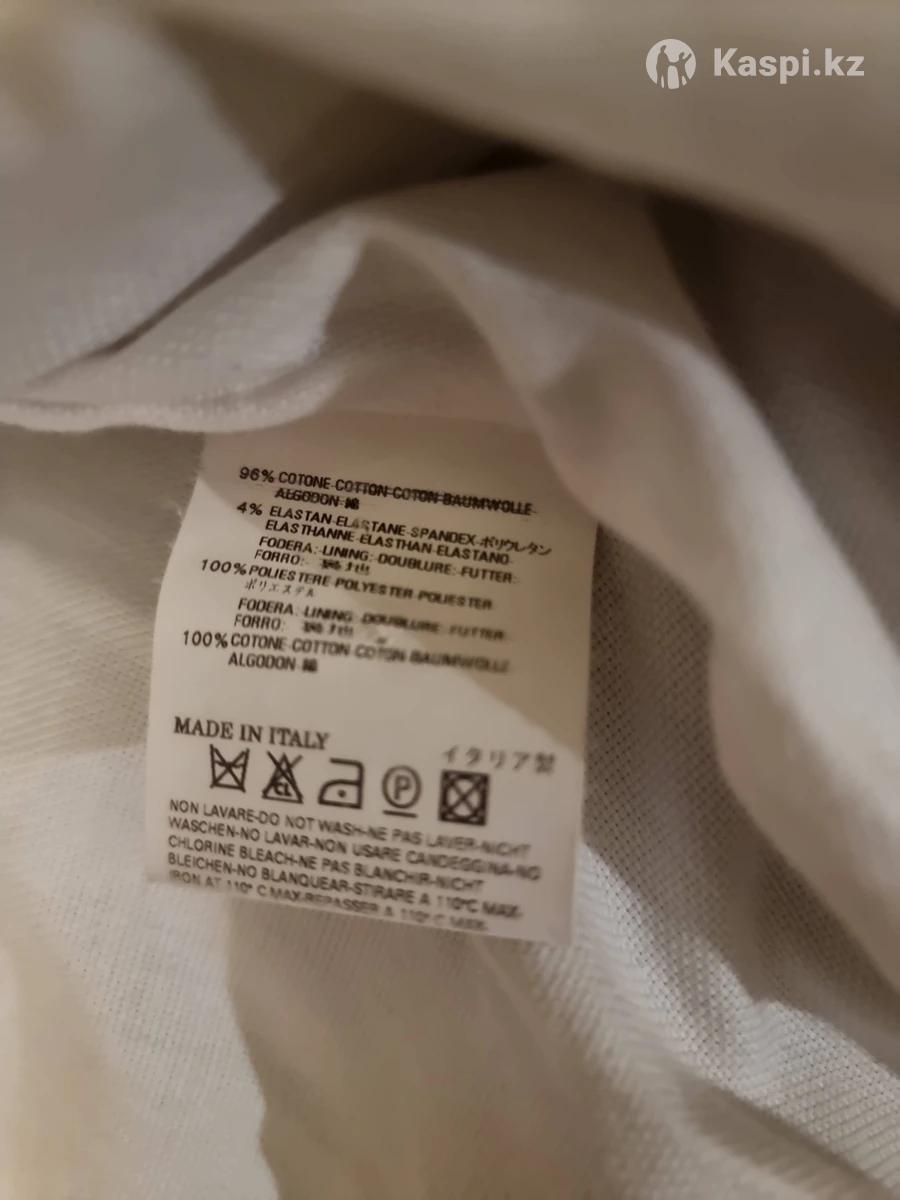 Kaspi.kz
96% COTONE-COTTON-COTON-BAUMWOLLE-
ALGODON-綿
4% ELASTAN-ELASTANE-SPANDEX-ポリウレタン
ELASTHANNE-ELASTHAN-ELASTANO
FODERA:-LINING:-DOUBLURE:-FUTTER:
FORRO:-
100% POLIESTERE-POLYESTER-POLIESTER
ポリエステル
FODERA:-LINING:-DOUBLURE:-FUTTER:
FORRO:
100% COTONE-COTTON-COTON-BAUMWOLLE
ALGODON-綿
MADE IN ITALY
イタリア製
CL
P
NON LAVARE-DO NOT WASH-NE PAS LAVER-NICHT
WASCHEN-NO LAVAR-NON USARE CANDEGGINA-NO
CHLORINE BLEACH-NE PAS BLANCHIR-NICHT
BLEICHEN-NO BLANQUEAR-STIRARE A 110°C MAX-
IRON AT 110° C MAX-REPASSER A 110°C MAX-